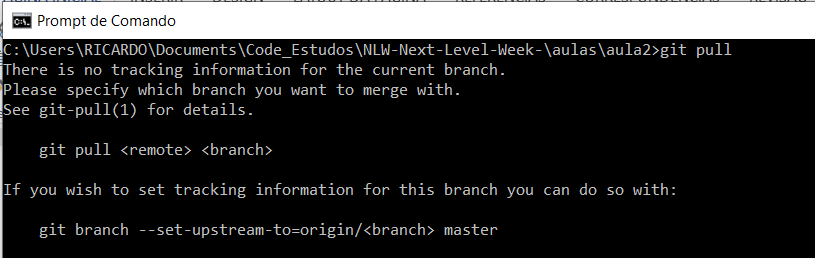 Prompt de Comando
C:\Users\RICARDO\Documents\Code_Estudos\NLW-Next-Level-Week-\aulas\aula2>git pull
There is no tracking information for the current branch.
Please specify which branch you want to merge with.
See git-pull(1) for details.
git pull <remote> <branch>
If you wish to set tracking information for this branch you can do so with:
git branch --set-upstream-to=origin/<branch> master